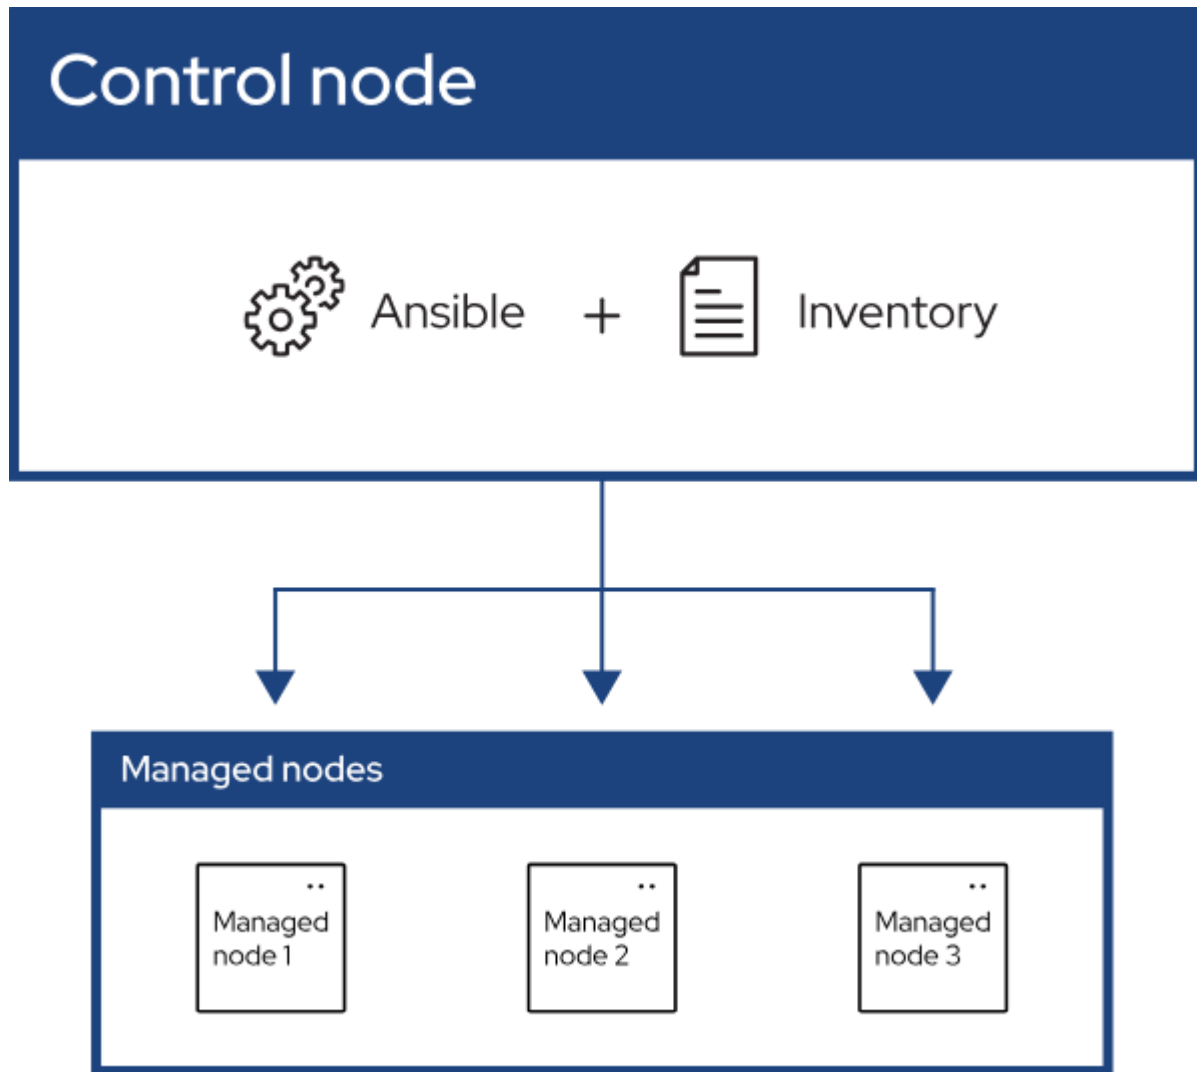 Control node
Ansible + Inventory
Managed nodes
Managed
node 1
Managed
node 2
Managed
node 3